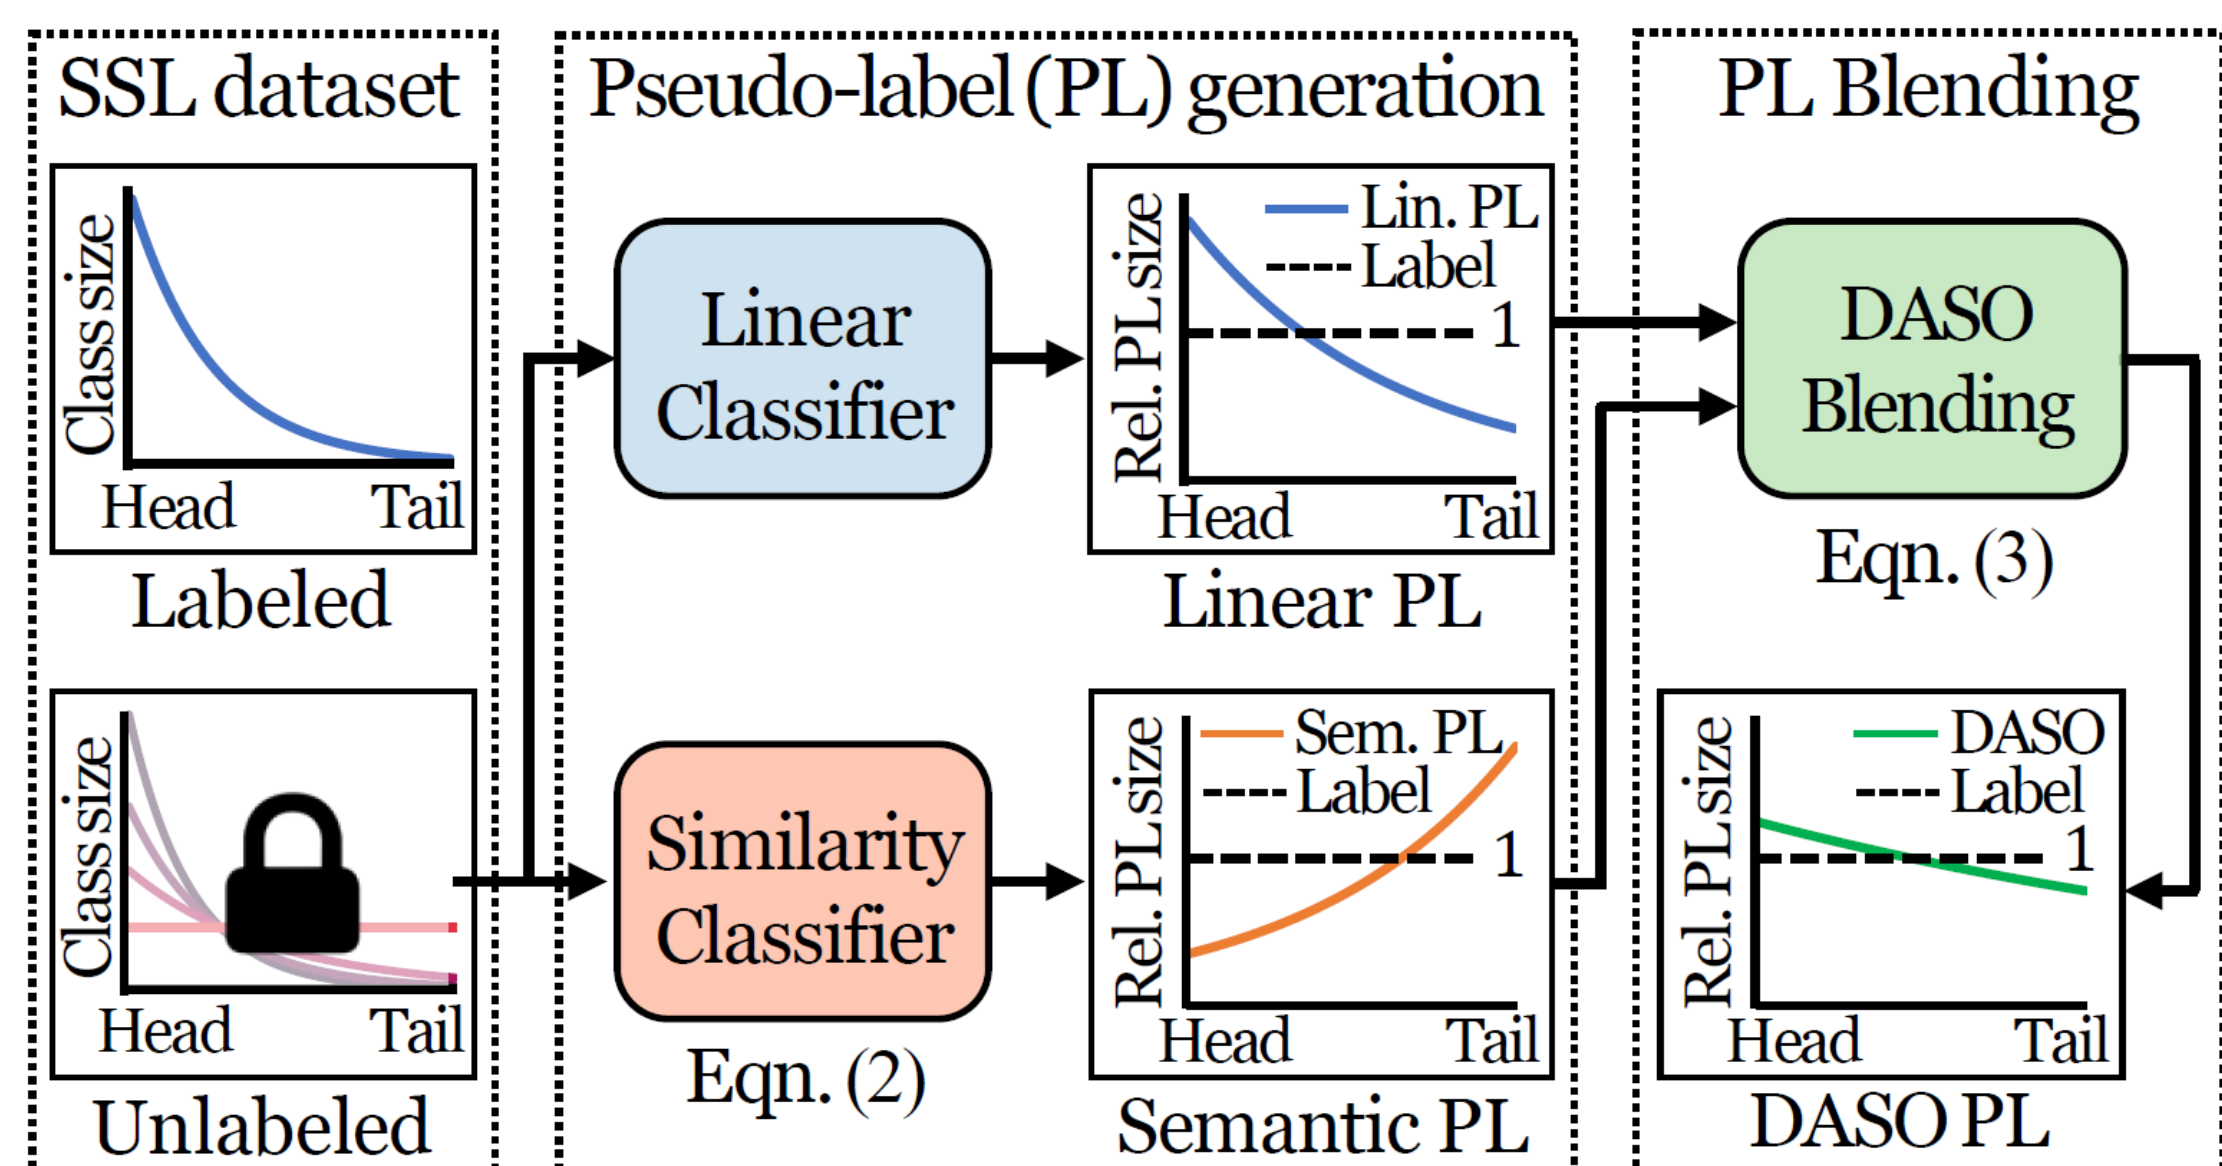 SSL dataset
Class size
Head Tail
Labeled
Class size
Head Tail
Unlabeled
Pseudo-label (PL) generation
Linear
Classifier
Rel. PL size
Lin. PL
Label
1
Head Tail
Linear PL
Similarity
Classifier
Eqn. (2)
Rel. PL size
Sem. PL
Label
1
Head Tail
Semantic PL
PL Blending
DASO
Blending
Eqn. (3)
Rel. PL size
DASO
Label
1
Head Tail
DASO PL